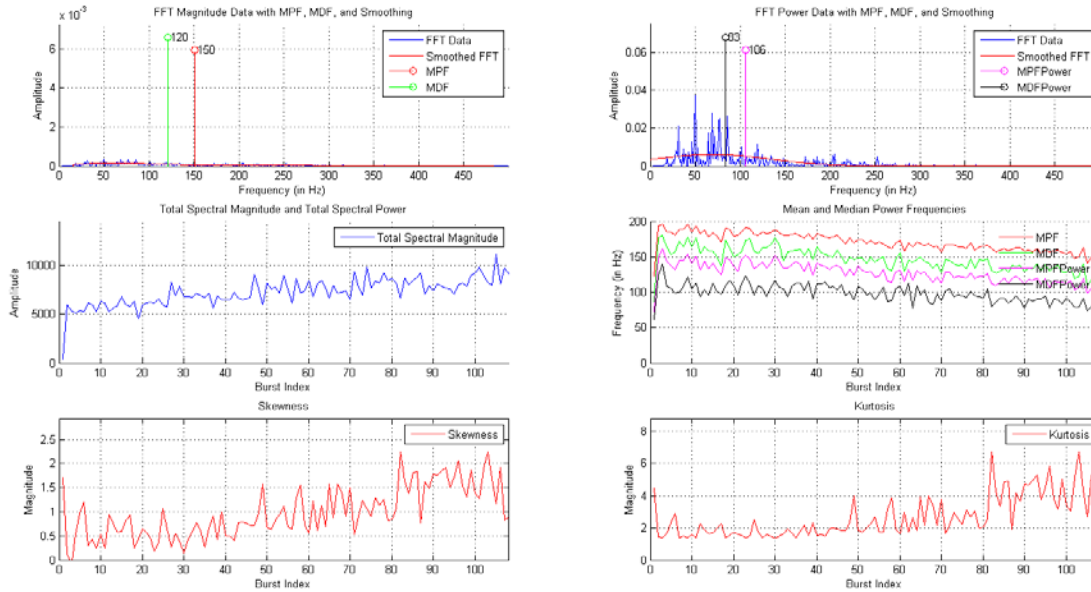 FFT Magnitude Data with MPF, MDF, and Smoothing
x 10-3
6
4
2
0
Amplitude
120
150
FFT Data
Smoothed FFT
MPF
MDF
0 50 100 150 200 250 300 350 400 450
Frequency (in Hz)
FFT Power Data with MPF, MDF, and Smoothing
0.06
0.04
0.02
0
Amplitude
83
106
FFT Data
Smoothed FFT
MPFPower
MDFPower
0 50 100 150 200 250 300 350 400 450
Frequency (in Hz)
Total Spectral Magnitude and Total Spectral Power
10000
5000
0
Amplitude
Total Spectral Magnitude
0 10 20 30 40 50 60 70 80 90 100
Burst Index
Mean and Median Power Frequencies
200
150
100
50
0
Frequency (in Hz)
MPF
MDF
MPFPower
MDFPower
0 10 20 30 40 50 60 70 80 90 100
Burst Index
Skewness
2.5
2
1.5
1
0.5
0
Magnitude
Skewness
0 10 20 30 40 50 60 70 80 90 100
Burst Index
Kurtosis
8
6
4
2
0
Magnitude
Kurtosis
0 10 20 30 40 50 60 70 80 90 100
Burst Index